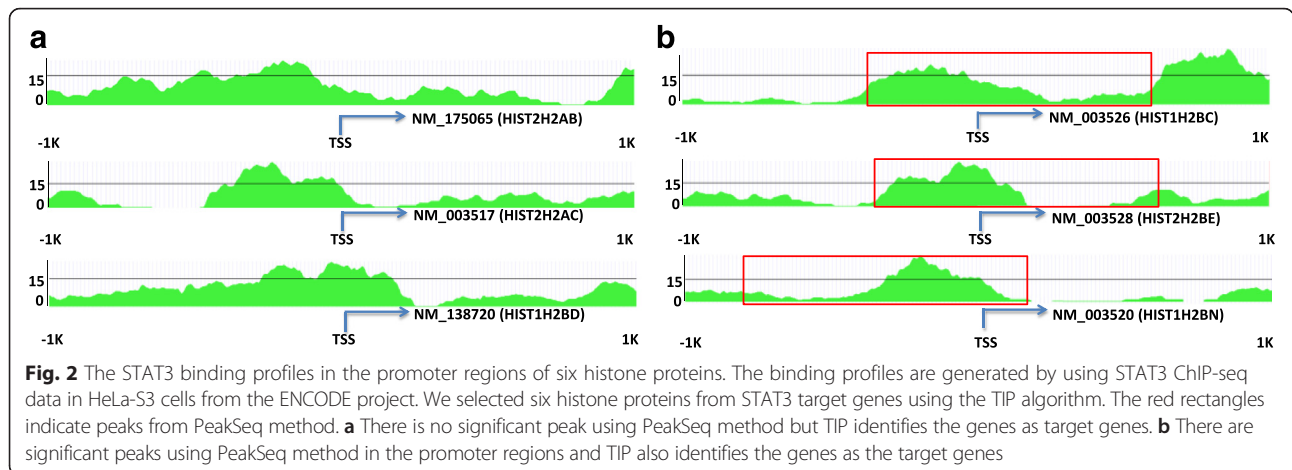 a
15
0
-1K
TSS
NM_175065 (HIST2H2AB)
1K
15
0
-1K
TSS
NM_003517 (HIST2H2AC)
1K
15
0
-1K
TSS
NM_138720 (HIST1H2BD)
1K
b
15
0
-1K
TSS
NM_003526 (HIST1H2BC)
1K
15
0
-1K
TSS
NM_003528 (HIST2H2BE)
1K
15
0
-1K
TSS
NM_003520 (HIST1H2BN)
1K
Fig. 2 The STAT3 binding profiles in the promoter regions of six histone proteins. The binding profiles are generated by using STAT3 ChIP-seq
data in HeLa-S3 cells from the ENCODE project. We selected six histone proteins from STAT3 target genes using the TIP algorithm. The red rectangles
indicate peaks from PeakSeq method. a There is no significant peak using PeakSeq method but TIP identifies the genes as target genes. b There are
significant peaks using PeakSeq method in the promoter regions and TIP also identifies the genes as the target genes